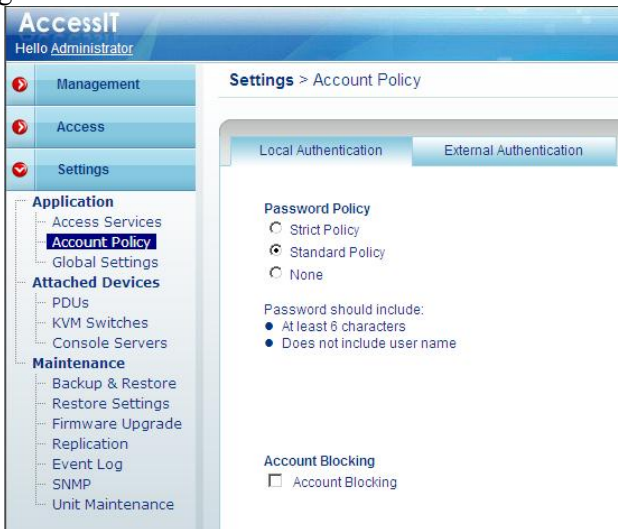 AccessIT
Hello Administrator
Management
Access
Settings
Application
Access Services
Account Policy
Global Settings
Attached Devices
PDUs
KVM Switches
Console Servers
Maintenance
Backup & Restore
Restore Settings
Firmware Upgrade
Replication
Event Log
SNMP
Unit Maintenance
Settings > Account Policy
Local Authentication
External Authentication
Password Policy
Strict Policy
Standard Policy
None
Password should include:
At least 6 characters
Does not include user name
Account Blocking
Account Blocking